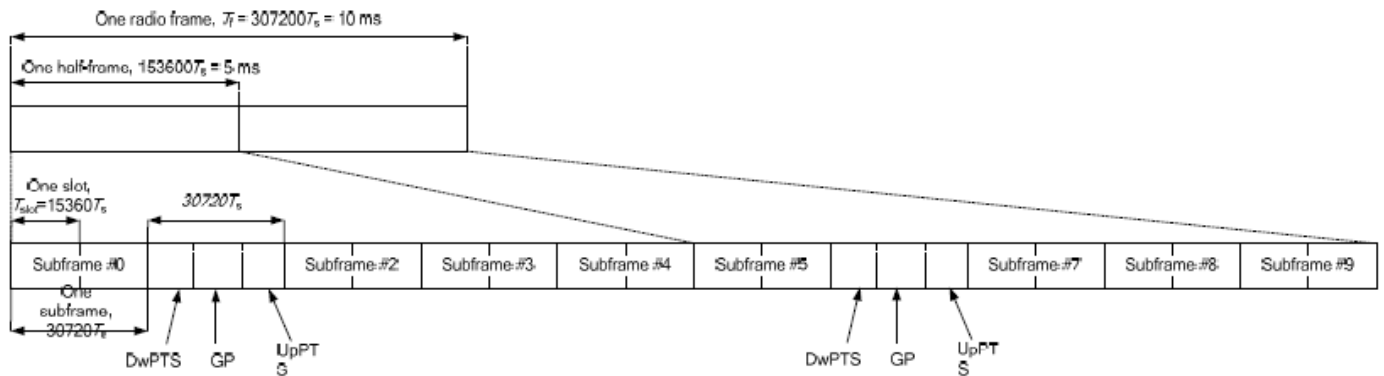 One radio frame, Tf = 307200Ts = 10 ms
One half-frame, 153600Ts = 5 ms
One slot,
Tslot=15360Ts
30720Ts
Subframe #0
Subframe #2
Subframe #3
Subframe #4
Subframe #5
Subframe #7
Subframe #8
Subframe #9
One
subframe,
30720Ts
DwPTS
GP
UpPT
S
DwPTS
GP
UpPT
S